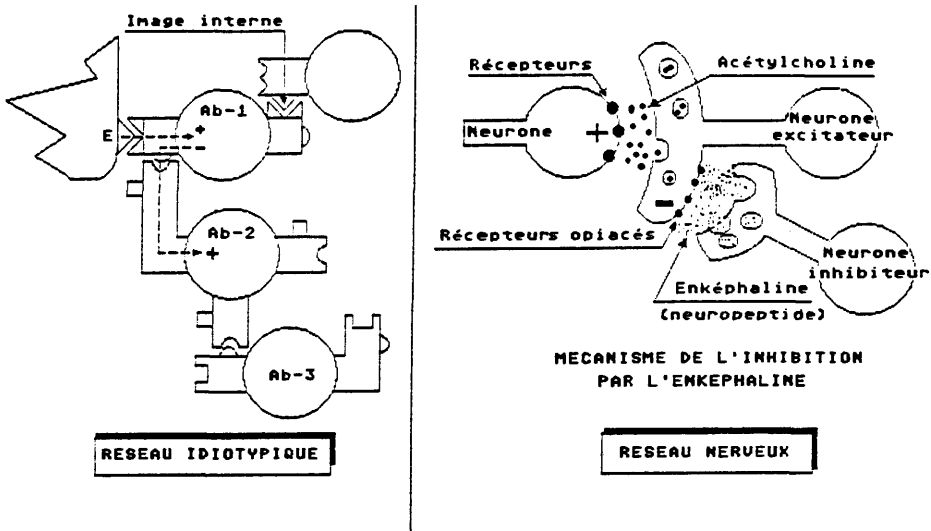 Image interne
Ab-1
E
+
−
Ab-2
+
Ab-3
RESEAU IDIOTYPIQUE
Récepteurs
Acétylcholine
Neurone
+
Neurone
excitateur
Récepteurs opiacés
Neurone
inhibiteur
Enképhaline
(neuropeptide)
MECANISME DE L'INHIBITION
PAR L'ENKEPHALINE
RESEAU NERVEUX